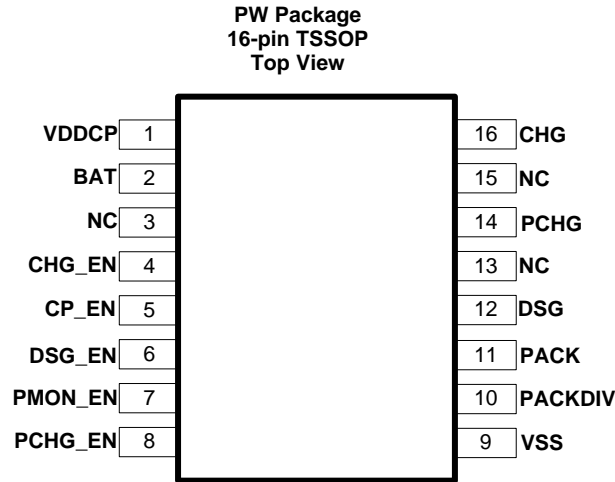 PW Package
16-pin TSSOP
Top View
VDDCP 1 16 CHG
BAT 2 15 NC
NC 3 14 PCHG
CHG_EN 4 13 NC
CP_EN 5 12 DSG
DSG_EN 6 11 PACK
PMON_EN 7 10 PACKDIV
PCHG_EN 8 9 VSS